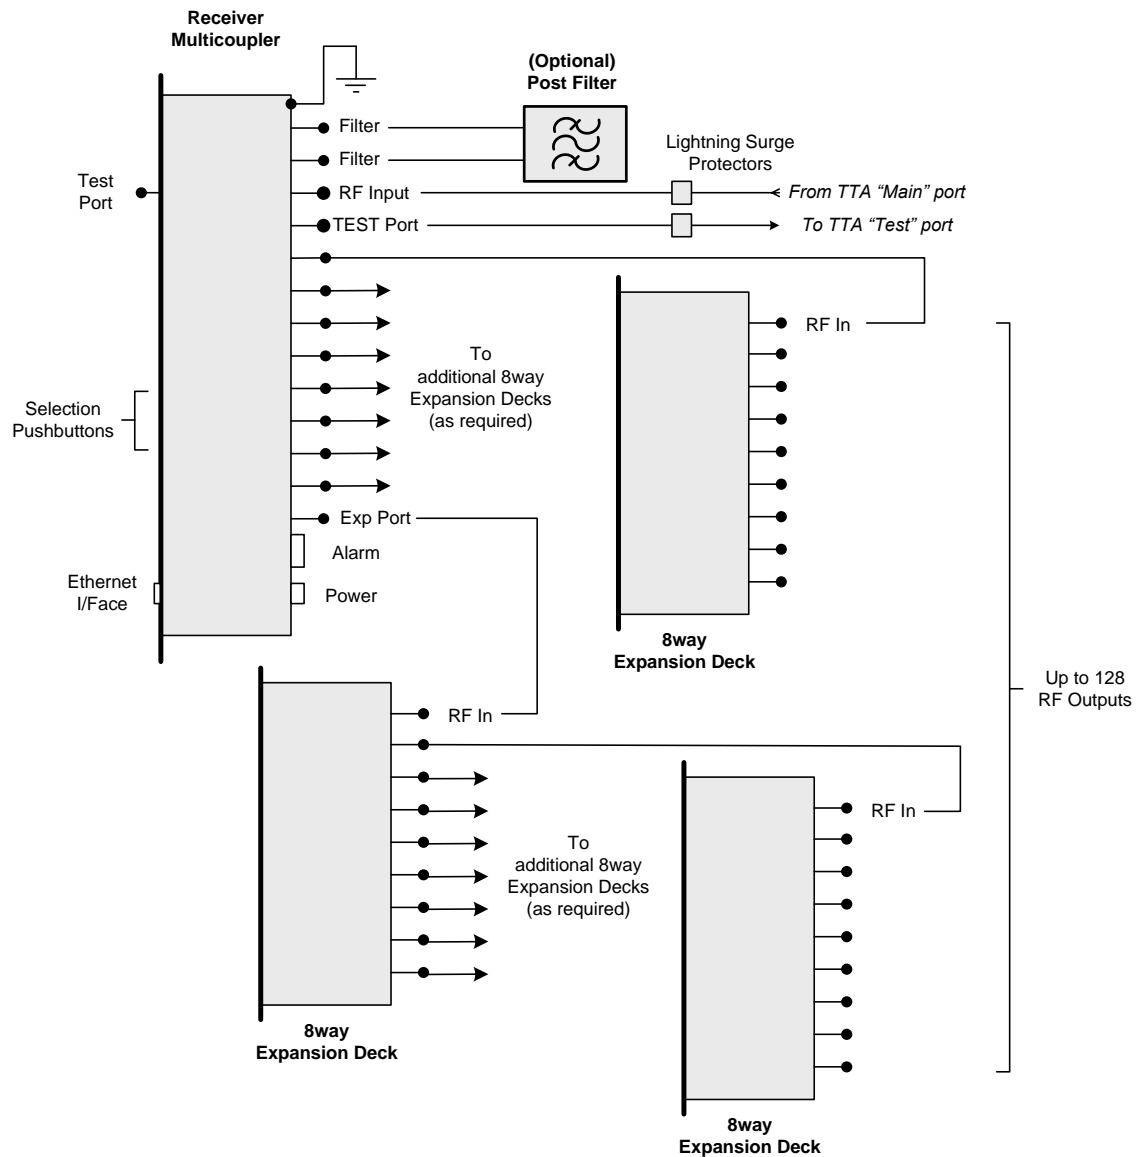 Receiver
Multicoupler
(Optional)
Post Filter
Filter
Filter
Lightning Surge
Protectors
Test
Port
RF Input
From TTA “Main” port
TEST Port
To TTA “Test” port
RF In
To
additional 8way
Expansion Decks
(as required)
Selection
Pushbuttons
Exp Port
Alarm
Ethernet
I/Face
Power
8way
Expansion Deck
Up to 128
RF Outputs
RF In
RF In
To
additional 8way
Expansion Decks
(as required)
8way
Expansion Deck
8way
Expansion Deck